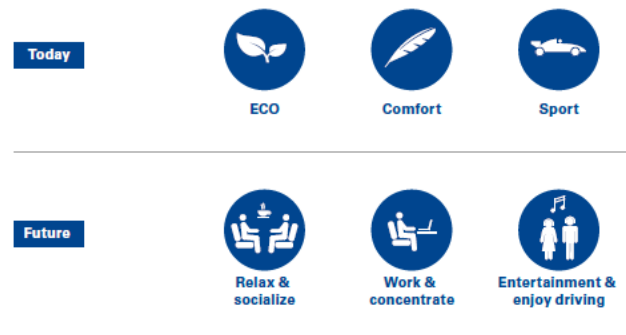 Today
ECO
Comfort
Sport
Future
Relax &
socialize
Work &
concentrate
Entertainment &
enjoy driving